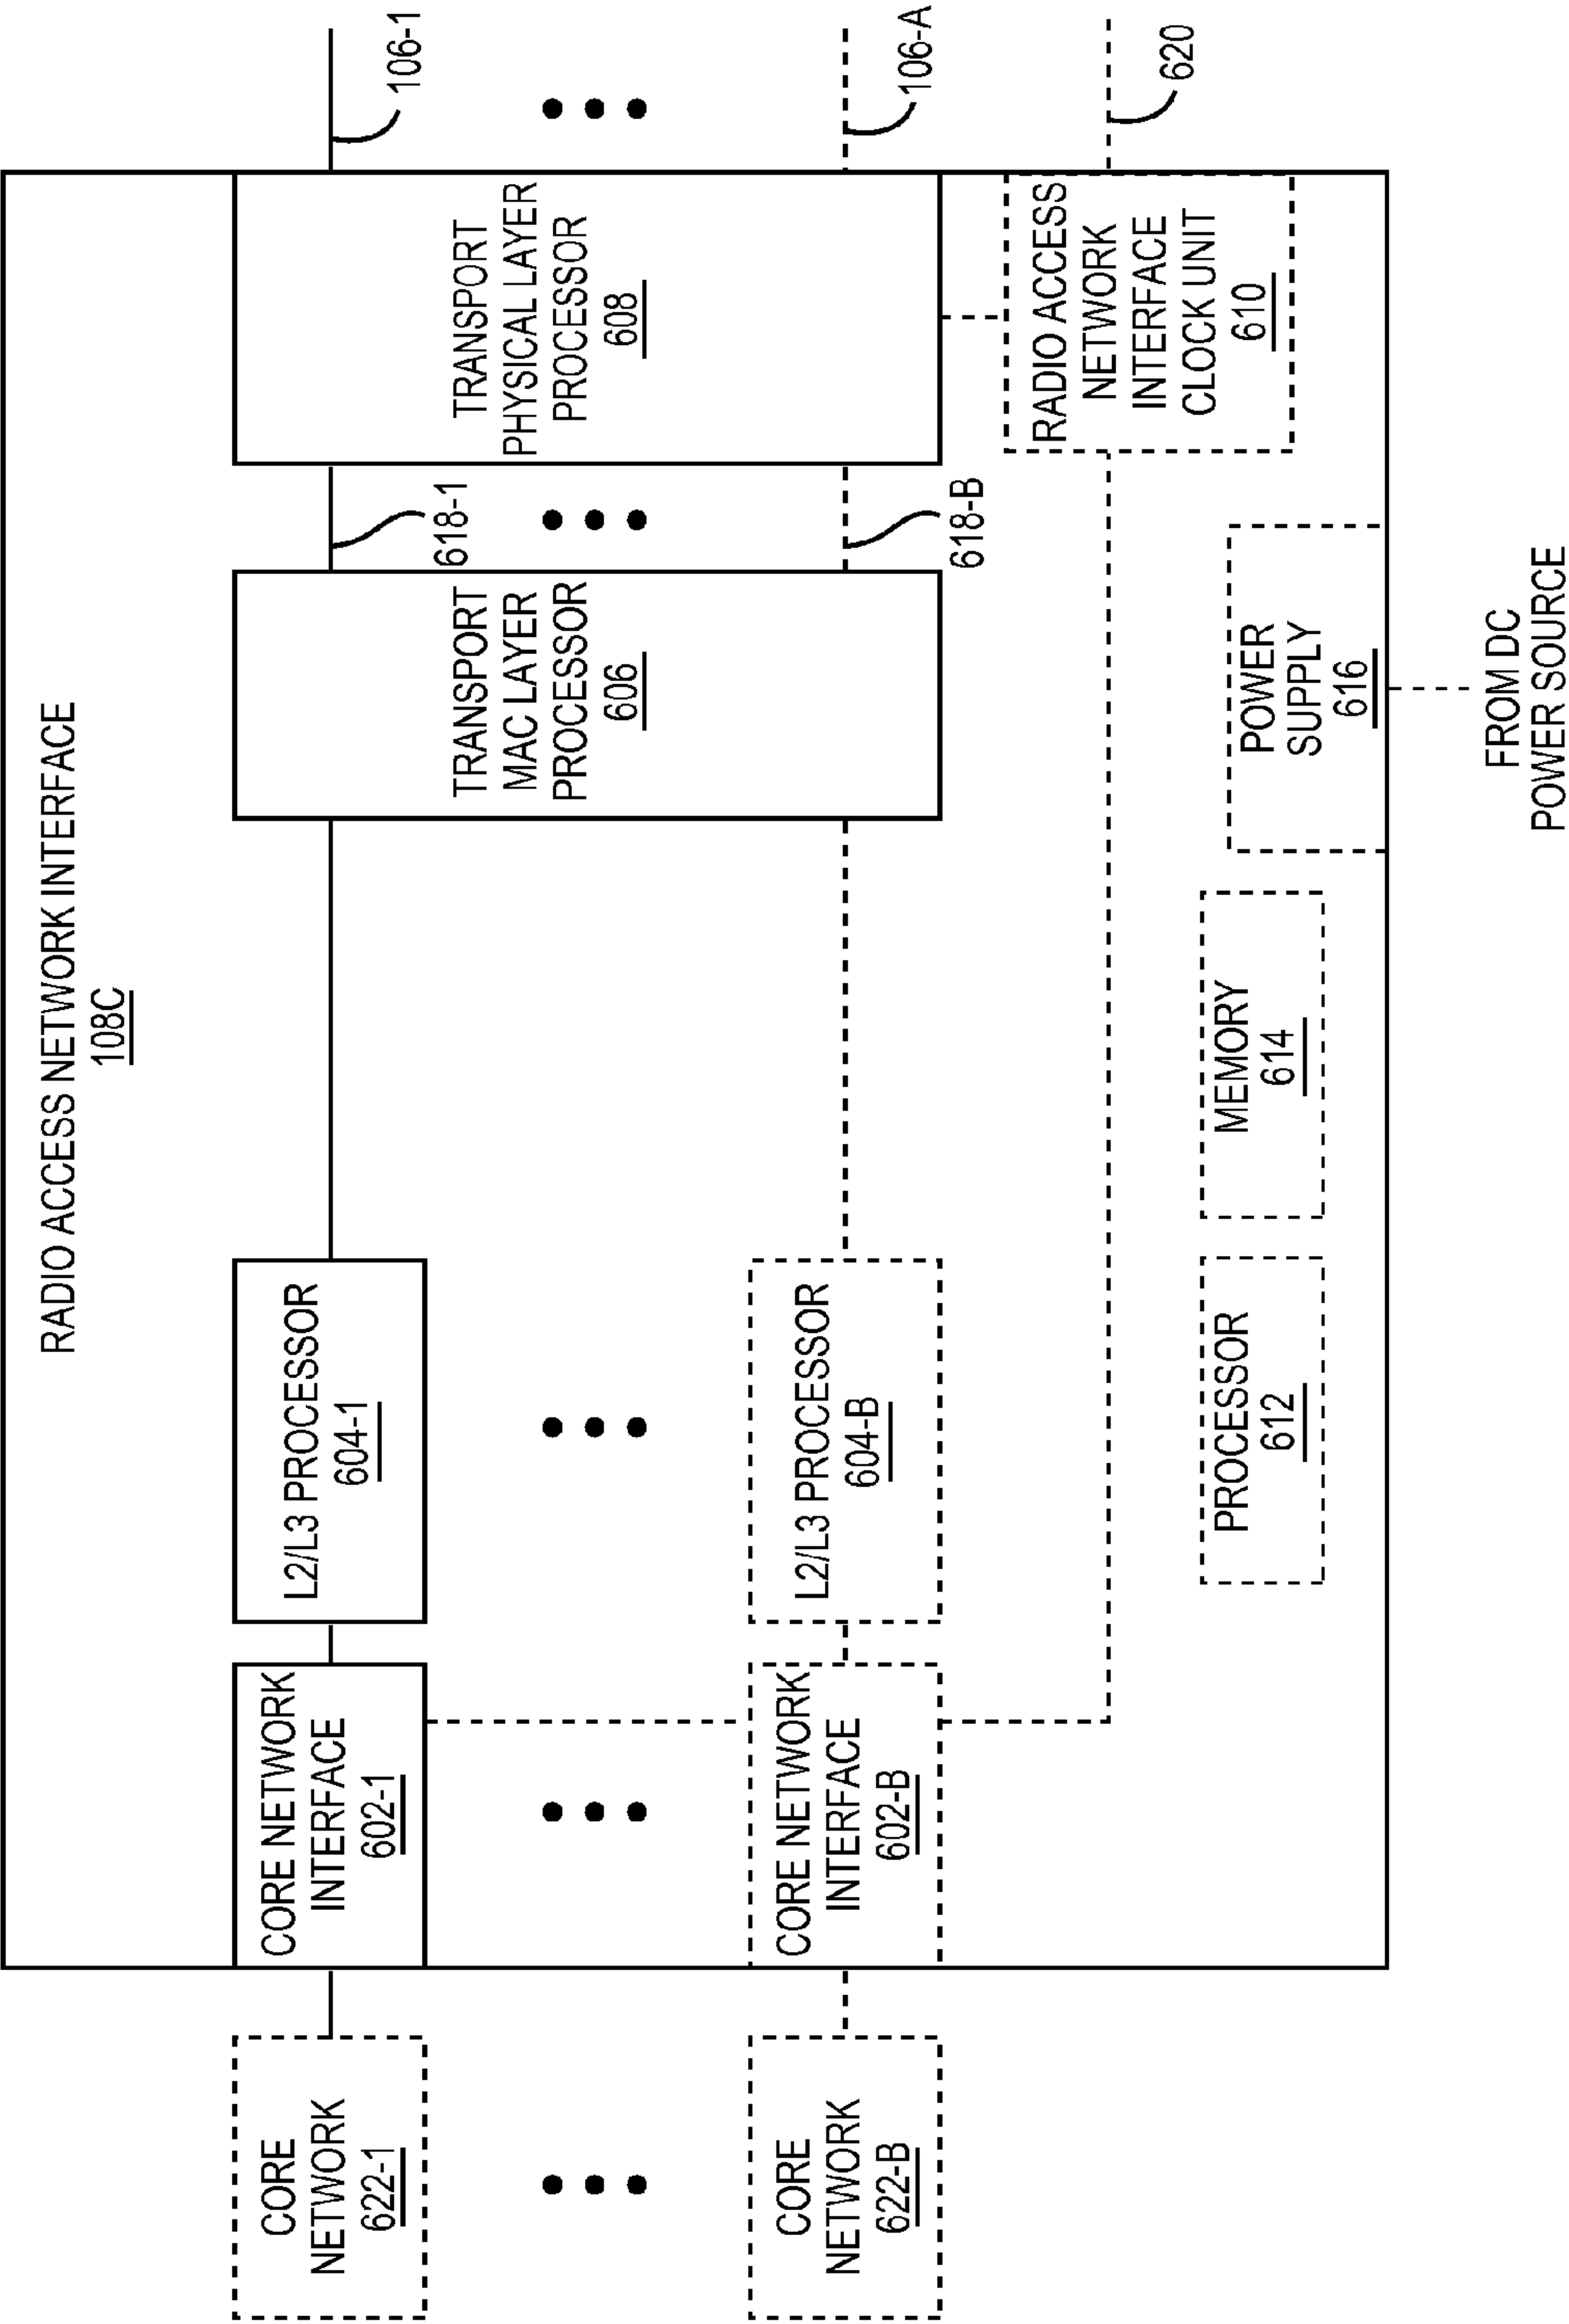 RADIO ACCESS NETWORK INTERFACE
108C
CORE
NETWORK
622-1
CORE NETWORK
INTERFACE
602-1
L2/L3 PROCESSOR
604-1
TRANSPORT
MAC LAYER
PROCESSOR
606
618-1
TRANSPORT
PHYSICAL LAYER
PROCESSOR
608
106-1
CORE
NETWORK
622-B
CORE NETWORK
INTERFACE
602-B
L2/L3 PROCESSOR
604-B
618-B
106-A
RADIO ACCESS
NETWORK
INTERFACE
CLOCK UNIT
610
620
PROCESSOR
612
MEMORY
614
POWER
SUPPLY
616
FROM DC
POWER SOURCE